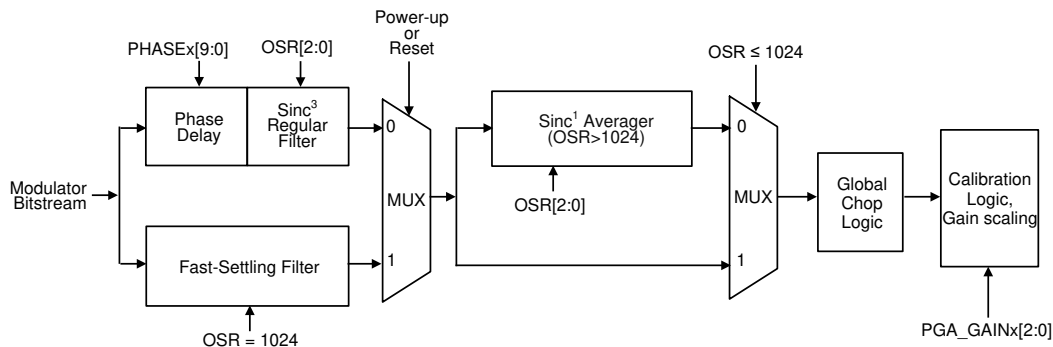 Power-up
or
Reset
PHASEx[9:0]
OSR[2:0]
OSR ≤ 1024
Phase
Delay
Sinc³
Regular
Filter
0
Sinc¹ Averager
(OSR>1024)
0
Modulator
Bitstream
MUX
OSR[2:0]
MUX
Global
Chop
Logic
Calibration
Logic,
Gain scaling
Fast-Settling Filter
1
1
OSR = 1024
PGA_GAINx[2:0]